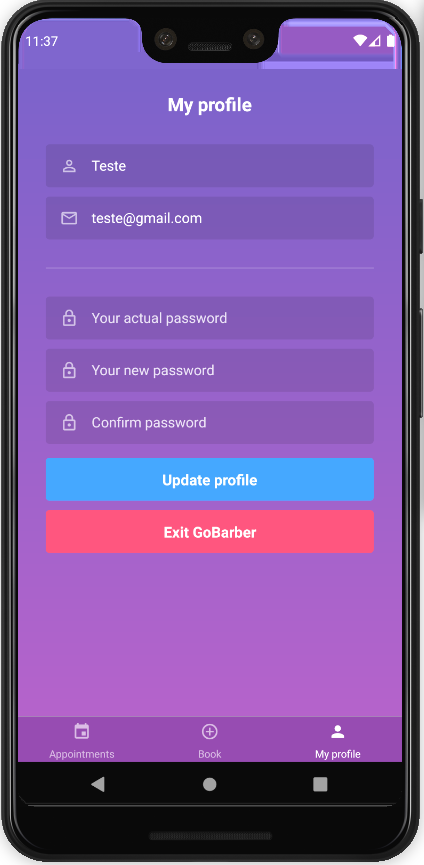 11:37
My profile
Teste
teste@gmail.com
Your actual password
Your new password
Confirm password
Update profile
Exit GoBarber
Appointments
Book
My profile